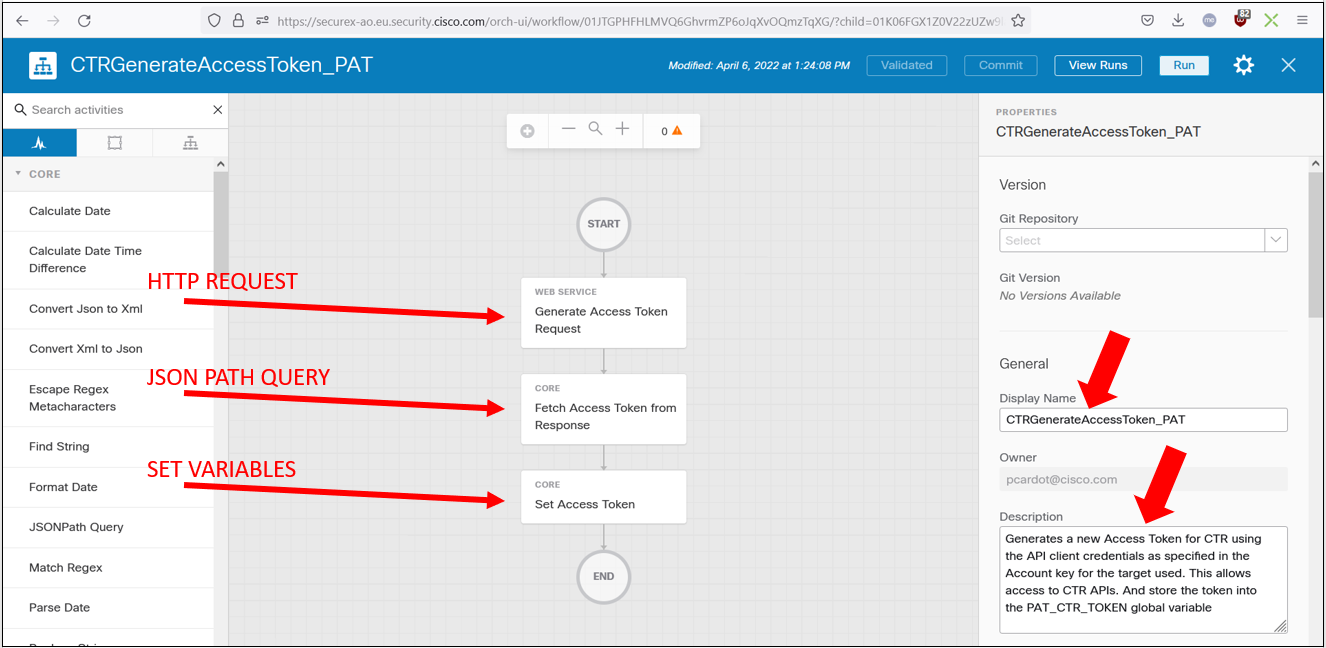 https://securex-ao.eu.security.cisco.com/orch-ui/workflow/01JTGPHFHLMVQ6GhvrmZP6oJqXvOQmzTqXG/?child=01K06FGX1Z0V22zUZw9
me
82
CTRGenerateAccessToken_PAT
Modified: April 6, 2022 at 1:24:08 PM
Validated
Commit
View Runs
Run
Search activities
CORE
Calculate Date
Calculate Date Time
Difference
Convert Json to Xml
Convert Xml to Json
Escape Regex
Metacharacters
Find String
Format Date
JSONPath Query
Match Regex
Parse Date
HTTP REQUEST
JSON PATH QUERY
SET VARIABLES
0
START
WEB SERVICE
Generate Access Token
Request
CORE
Fetch Access Token from
Response
CORE
Set Access Token
END
PROPERTIES
CTRGenerateAccessToken_PAT
Version
Git Repository
Select
Git Version
No Versions Available
General
Display Name
CTRGenerateAccessToken_PAT
Owner
pcardot@cisco.com
Description
Generates a new Access Token for CTR using
the API client credentials as specified in the
Account key for the target used. This allows
access to CTR APIs. And store the token into
the PAT_CTR_TOKEN global variable